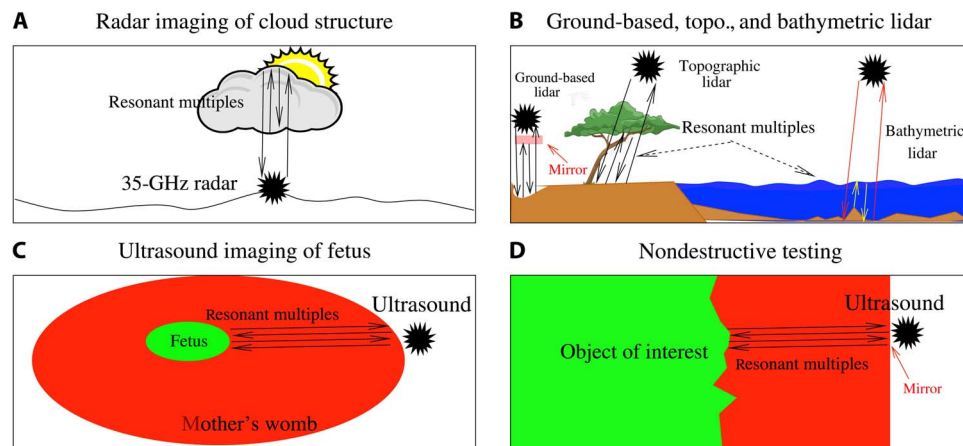 A
Radar imaging of cloud structure
Resonant multiples
35-GHz radar
B
Ground-based, topo., and bathymetric lidar
Ground-based
lidar
Topographic
lidar
Resonant multiples
Mirror
Bathymetric
lidar
C
Ultrasound imaging of fetus
Resonant multiples
Ultrasound
Fetus
Mother's womb
D
Nondestructive testing
Ultrasound
Object of interest
Resonant multiples
Mirror